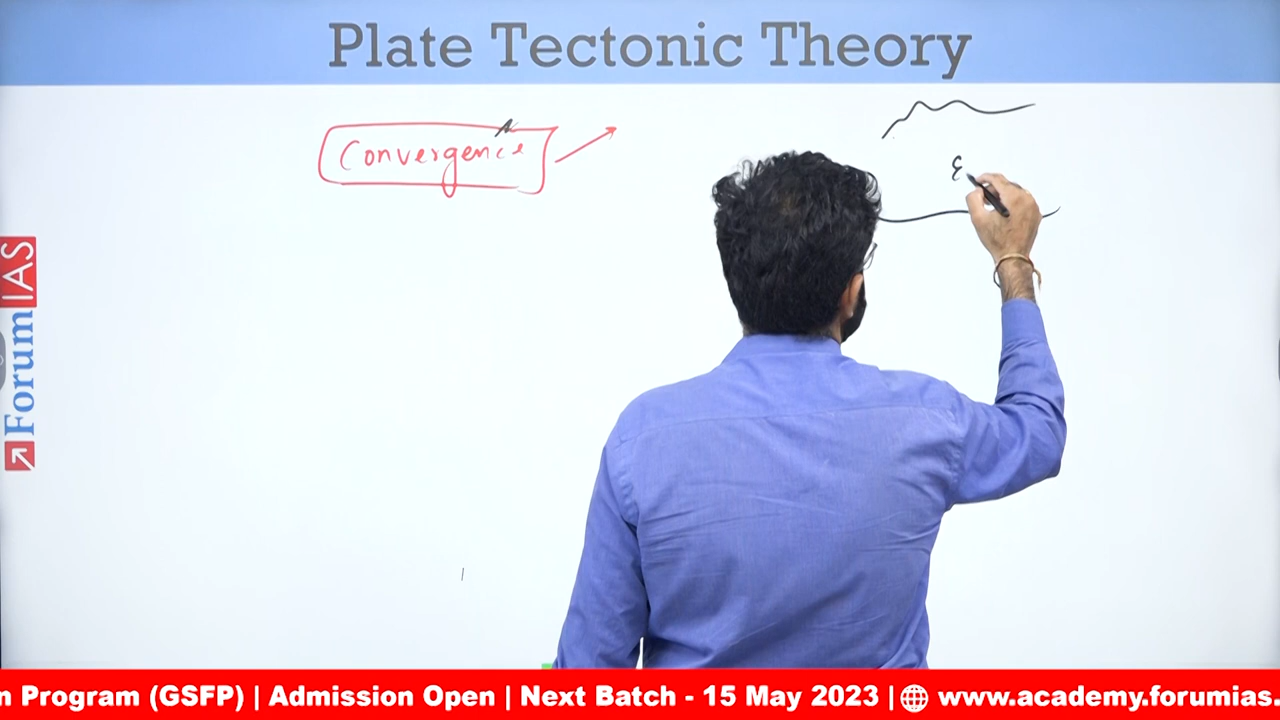 Plate Tectonic Theory
Convergence
ForumIAS
n Program (GSFP) | Admission Open | Next Batch - 15 May 2023 | www.academy.forumias.